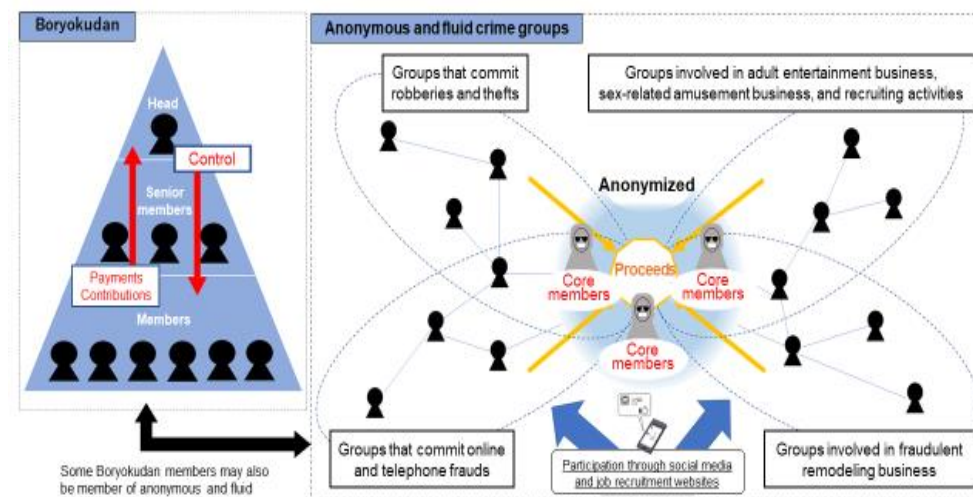 Boryokudan
Head
Control
Senior
members
Payments
Contributions
Members
Some Boryokudan members may also
be member of anonymous and fluid
Anonymous and fluid crime groups
Groups that commit
robberies and thefts
Groups involved in adult entertainment business,
sex-related amusement business, and recruiting activities
Anonymized
Proceeds
Core
members
Core
members
Core
members
Groups that commit online
and telephone frauds
Participation through social media
and job recruitment websites
Groups involved in fraudulent
remodeling business